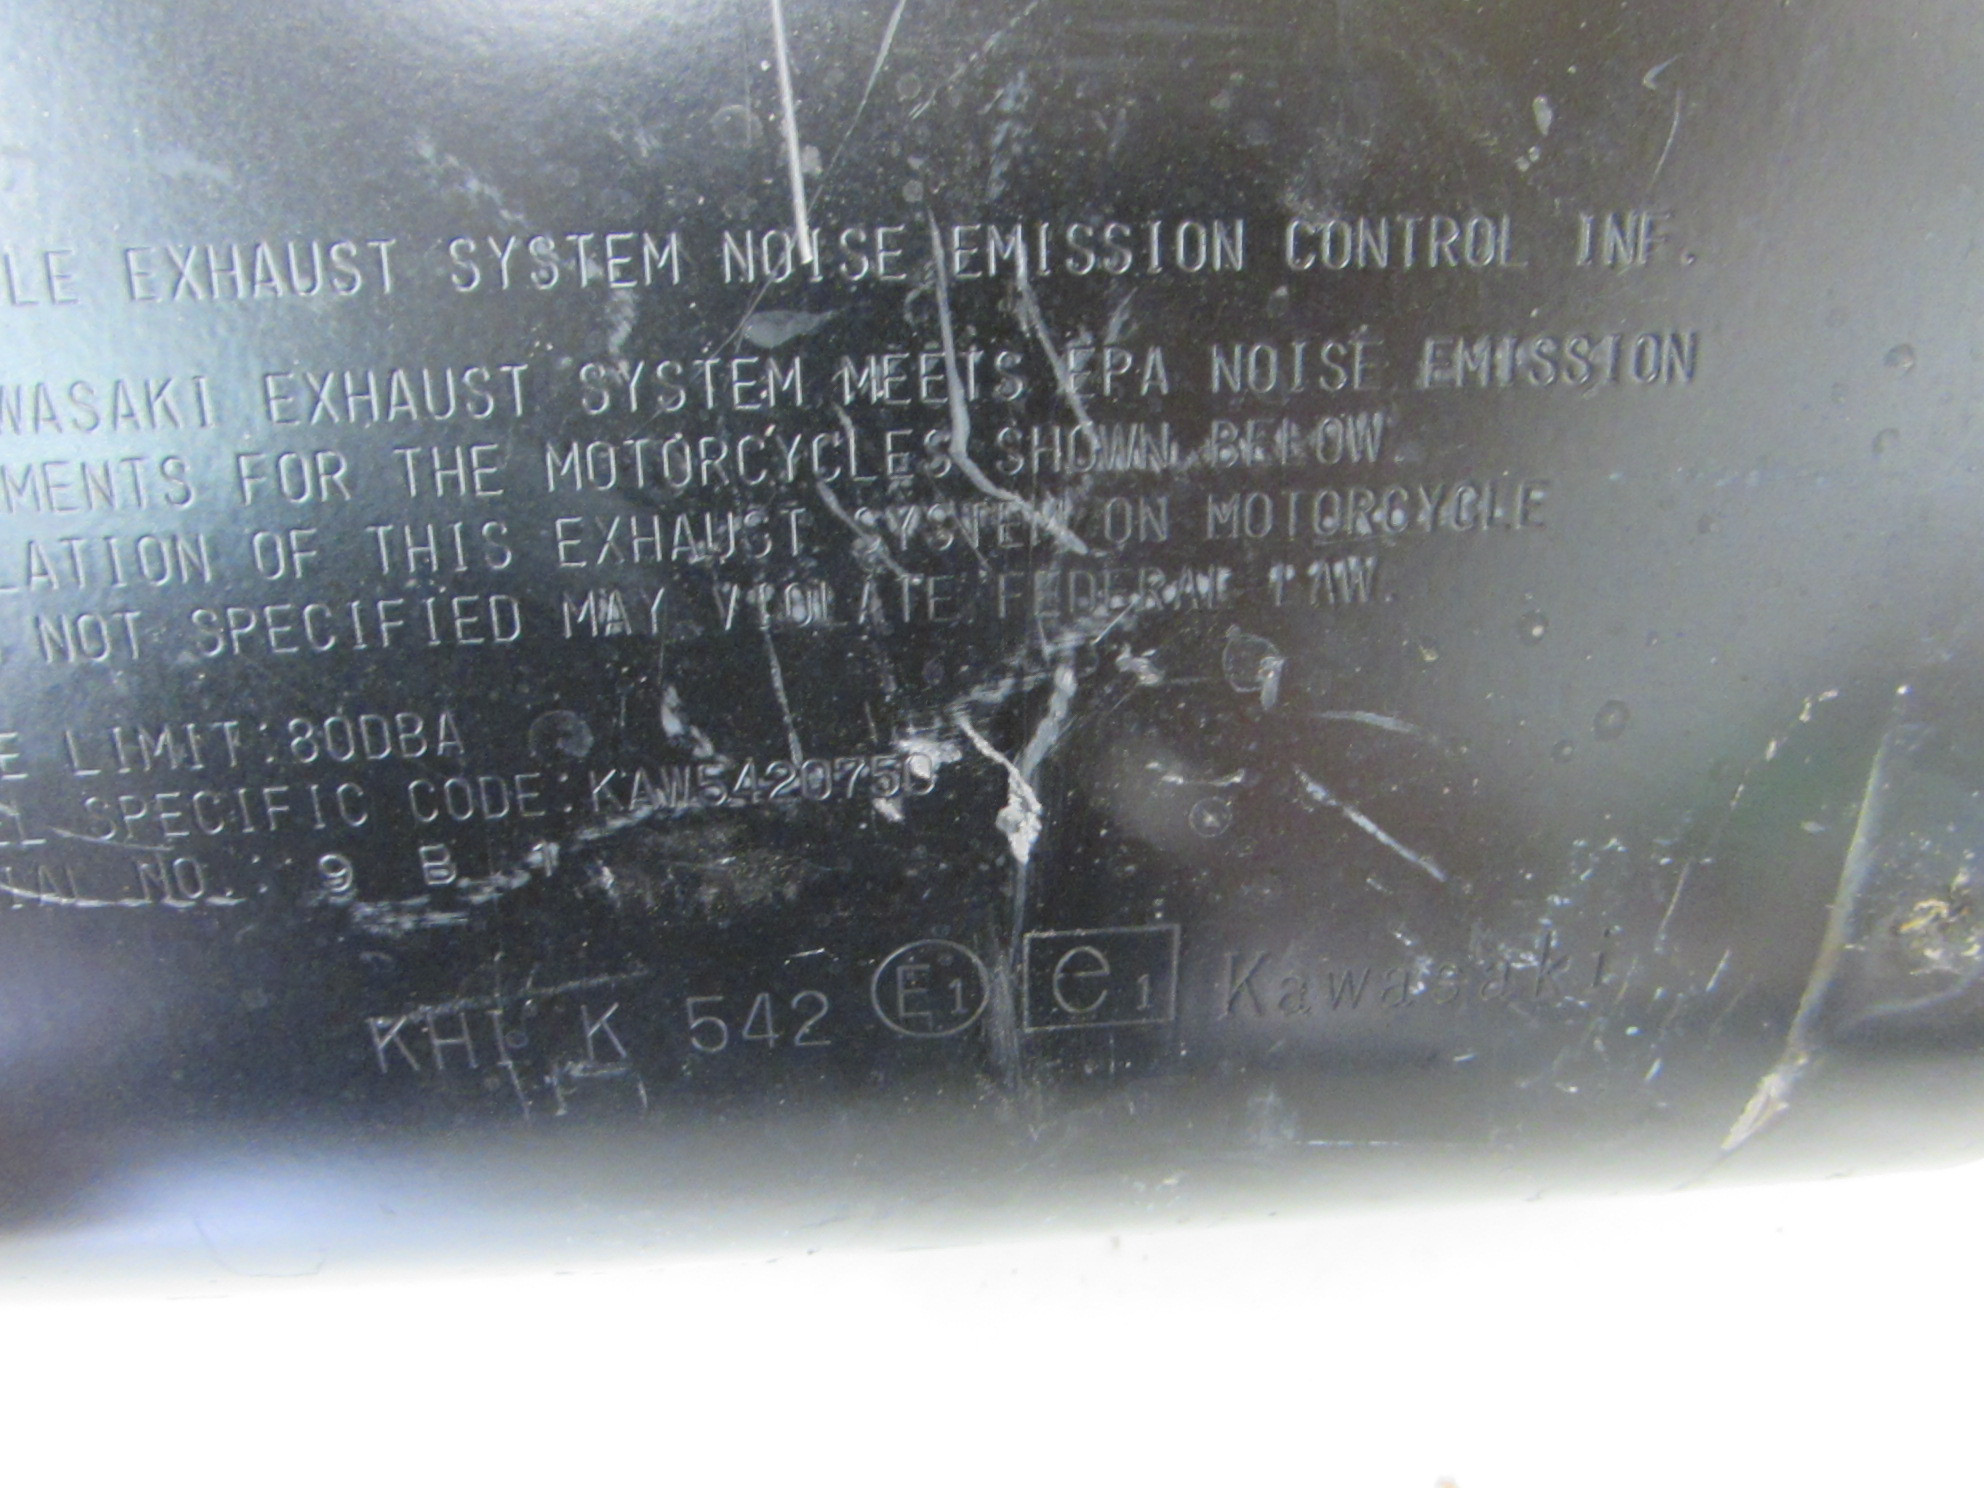 LE EXHAUST SYSTEM NOISE EMISSION CONTROL INF.
WASAKI EXHAUST SYSTEM MEETS EPA NOISE EMISSION
MENTS FOR THE MOTORCYCLES SHOWN BELOW.
LATION OF THIS EXHAUST SYSTEM ON MOTORCYCLE
NOT SPECIFIED MAY VIOLATE FEDERAL LAW.
E LIMIT:80DBA
EL SPECIFIC CODE:KAW5420750
IAL NO.: 9 B 1
KHI K 542 E1 e1 Kawasaki